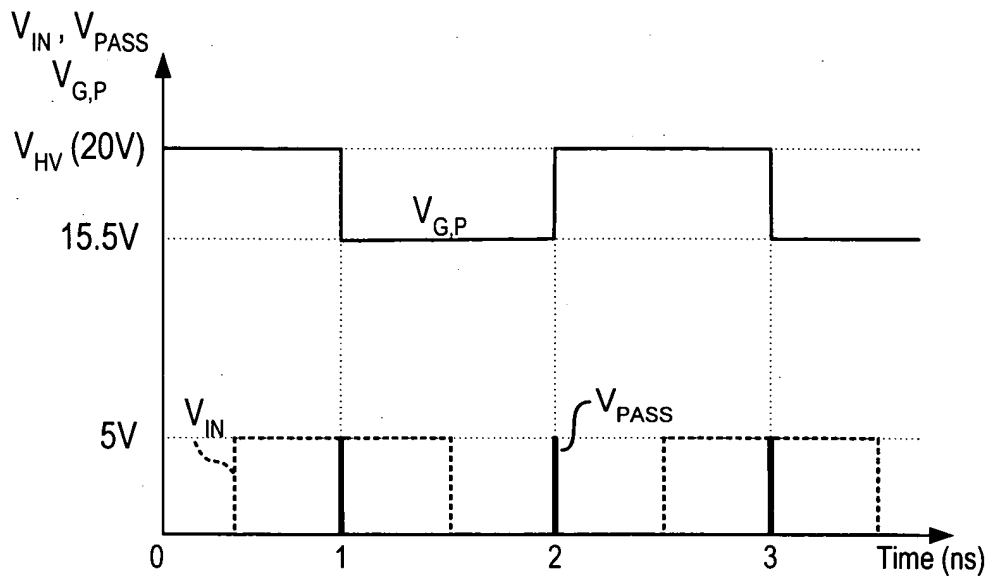 V_IN , V_PASS
V_G,P
V_HV (20V)
V_G,P
15.5V
V_IN
V_PASS
5V
0 1 2 3 Time (ns)